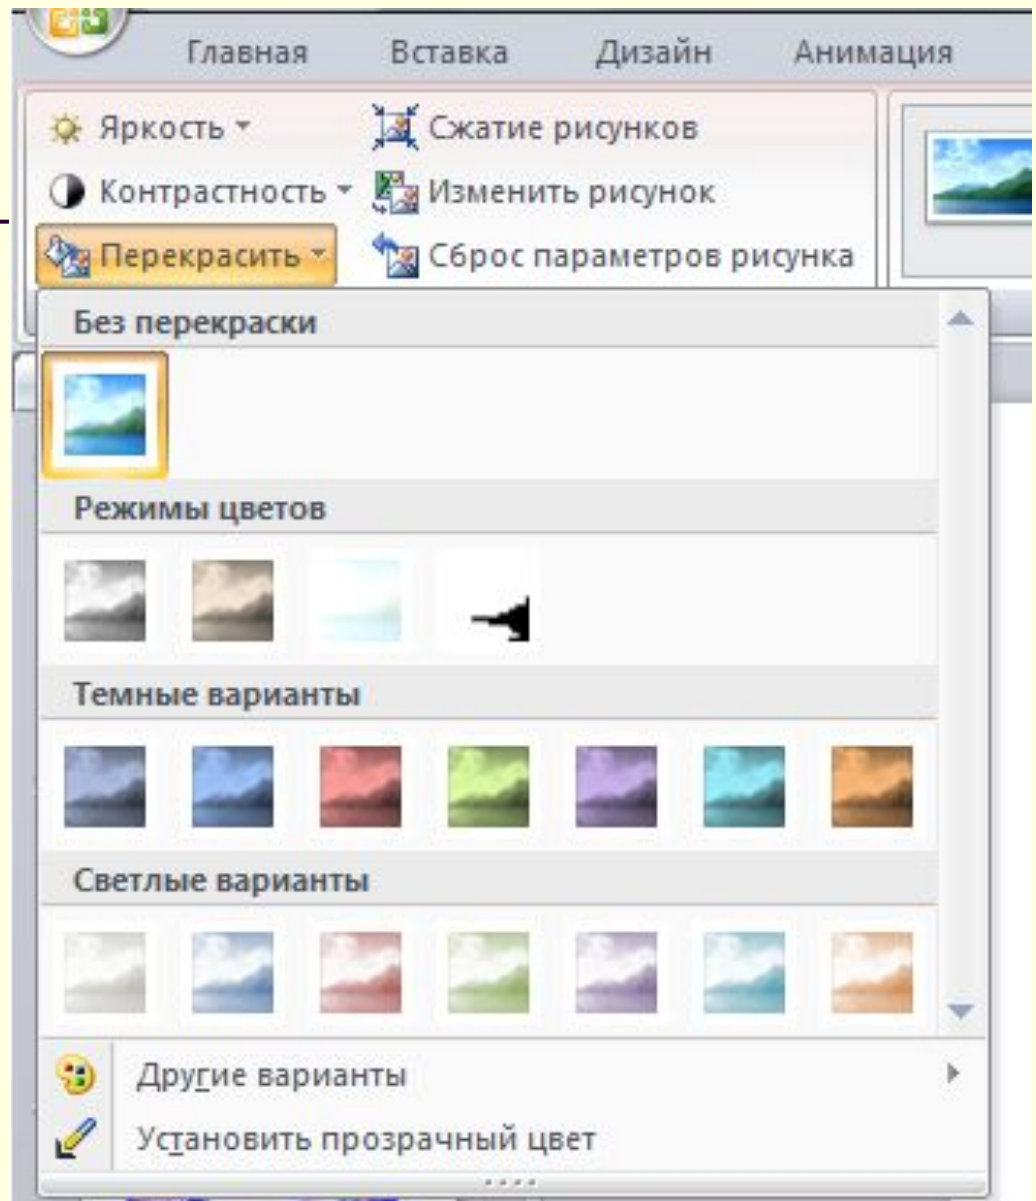 Главная Вставка Дизайн Анимация
Яркость Сжатие рисунков
Контрастность Изменить рисунок
Перекрасить Сброс параметров рисунка
Без перекраски
Режимы цветов
Темные варианты
Светлые варианты
Другие варианты
Установить прозрачный цвет